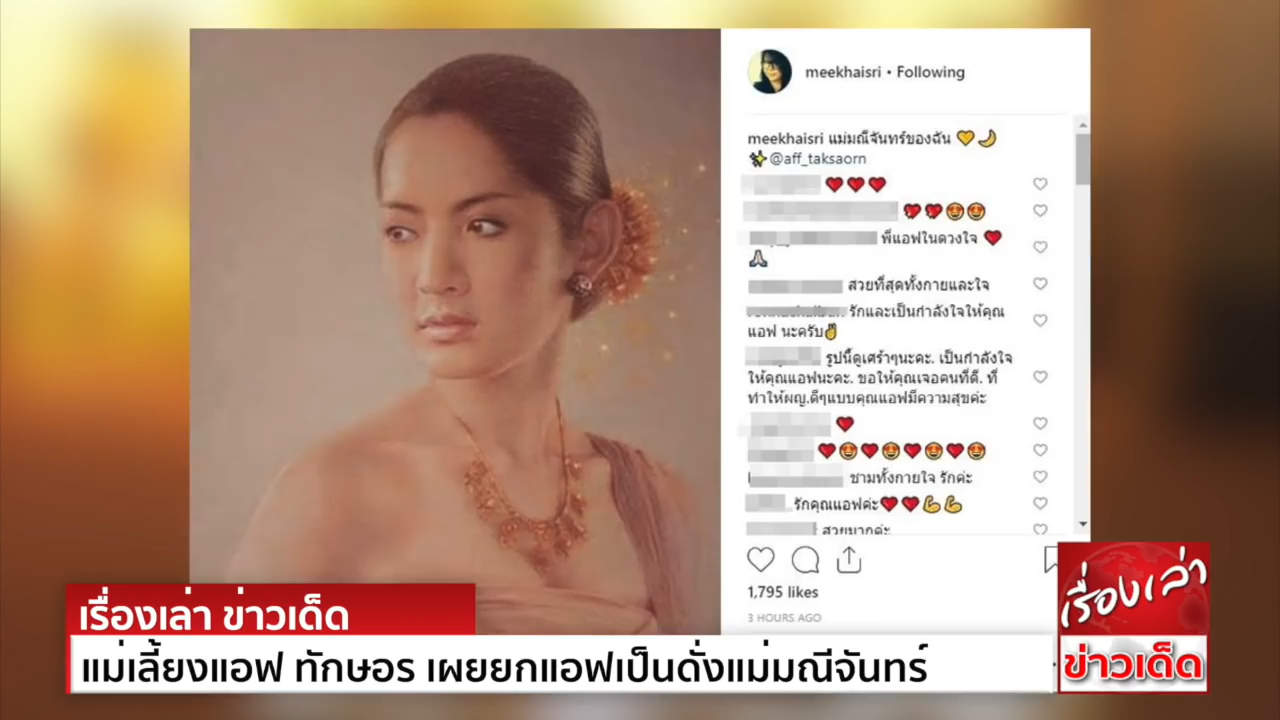 meekhaisri • Following
meekhaisri แม่มณีจันทร์ของฉัน 💛🌙
✨@aff_taksaorn
❤️❤️❤️
💘💘🤩🤩
พี่แอฟในดวงใจ ❤️
🙏🏻
สวยที่สุดทั้งกายและใจ
รักและเป็นกำลังใจให้คุณ
แอฟ นะครับ✌️
รูปนี้ดูเศร้าๆนะคะ. เป็นกำลังใจ
ให้คุณแอฟนะคะ. ขอให้คุณเจอคนที่ดี. ที่
ทำให้ผญ.ดีๆแบบคุณแอฟมีความสุขค่ะ
❤️
❤️🤩❤️🤩❤️🤩❤️🤩
ชามทั้งกายใจ รักค่ะ
รักคุณแอฟค่ะ❤️❤️💪💪
สวยมากค่ะ
1,795 likes
3 HOURS AGO
เรื่องเล่า ข่าวเด็ด
แม่เลี้ยงแอฟ ทักษอร เผยยกแอฟเป็นดั่งแม่มณีจันทร์
เรื่องเล่า
ข่าวเด็ด